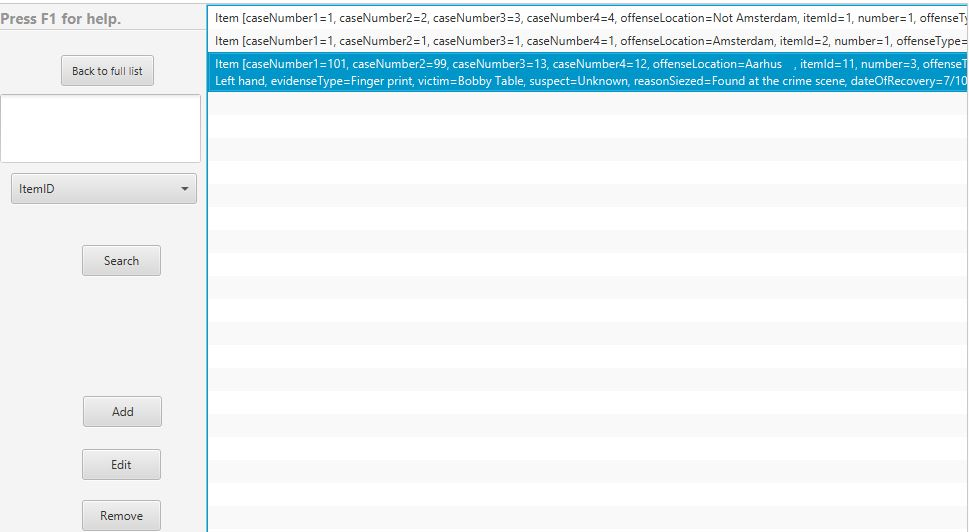 Press F1 for help.
Back to full list
ItemID
Search
Add
Edit
Remove
Item [caseNumber1=1, caseNumber2=2, caseNumber3=3, caseNumber4=4, offenseLocation=Not Amsterdam, itemId=1, number=1, offenseTy
Item [caseNumber1=1, caseNumber2=1, caseNumber3=1, caseNumber4=1, offenseLocation=Amsterdam, itemId=2, number=1, offenseType=
Item [caseNumber1=101, caseNumber2=99, caseNumber3=13, caseNumber4=12, offenseLocation=Aarhus , itemId=11, number=3, offenseT
Left hand, evidenseType=Finger print, victim=Bobby Table, suspect=Unknown, reasonSiezed=Found at the crime scene, dateOfRecovery=7/10